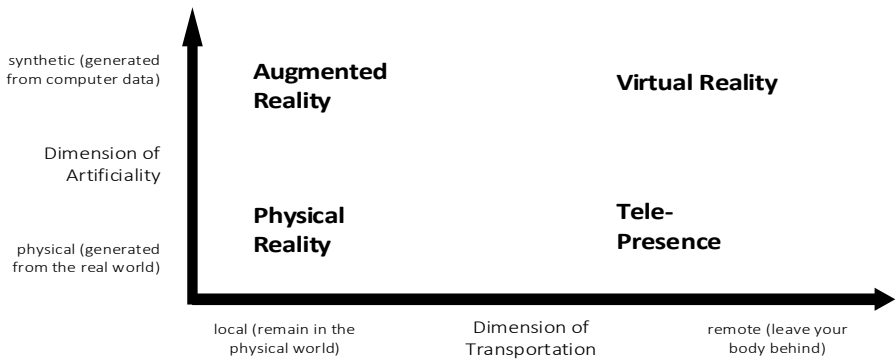 synthetic (generated
from computer data)
Augmented
Reality
Virtual Reality
Dimension of
Artificiality
Physical
Reality
Tele-
Presence
physical (generated
from the real world)
local (remain in the
physical world)
Dimension of
Transportation
remote (leave your
body behind)